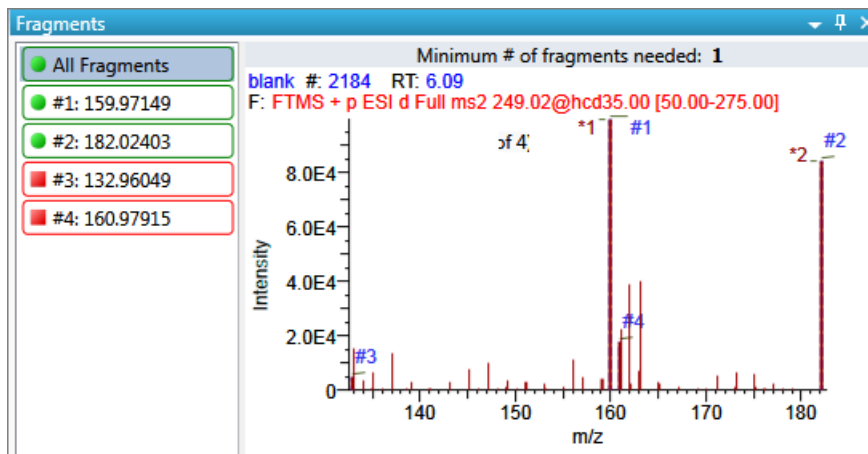 Fragments
All Fragments
#1: 159.97149
#2: 182.02403
#3: 132.96049
#4: 160.97915
Minimum # of fragments needed: 1
blank #: 2184 RT: 6.09
F: FTMS + p ESI d Full ms2 249.02@hcd35.00 [50.00-275.00]
*1
#1
of 4)
*2
#2
8.0E4
6.0E4
4.0E4
2.0E4
0
Intensity
#3
#4
140
150
160
170
180
m/z